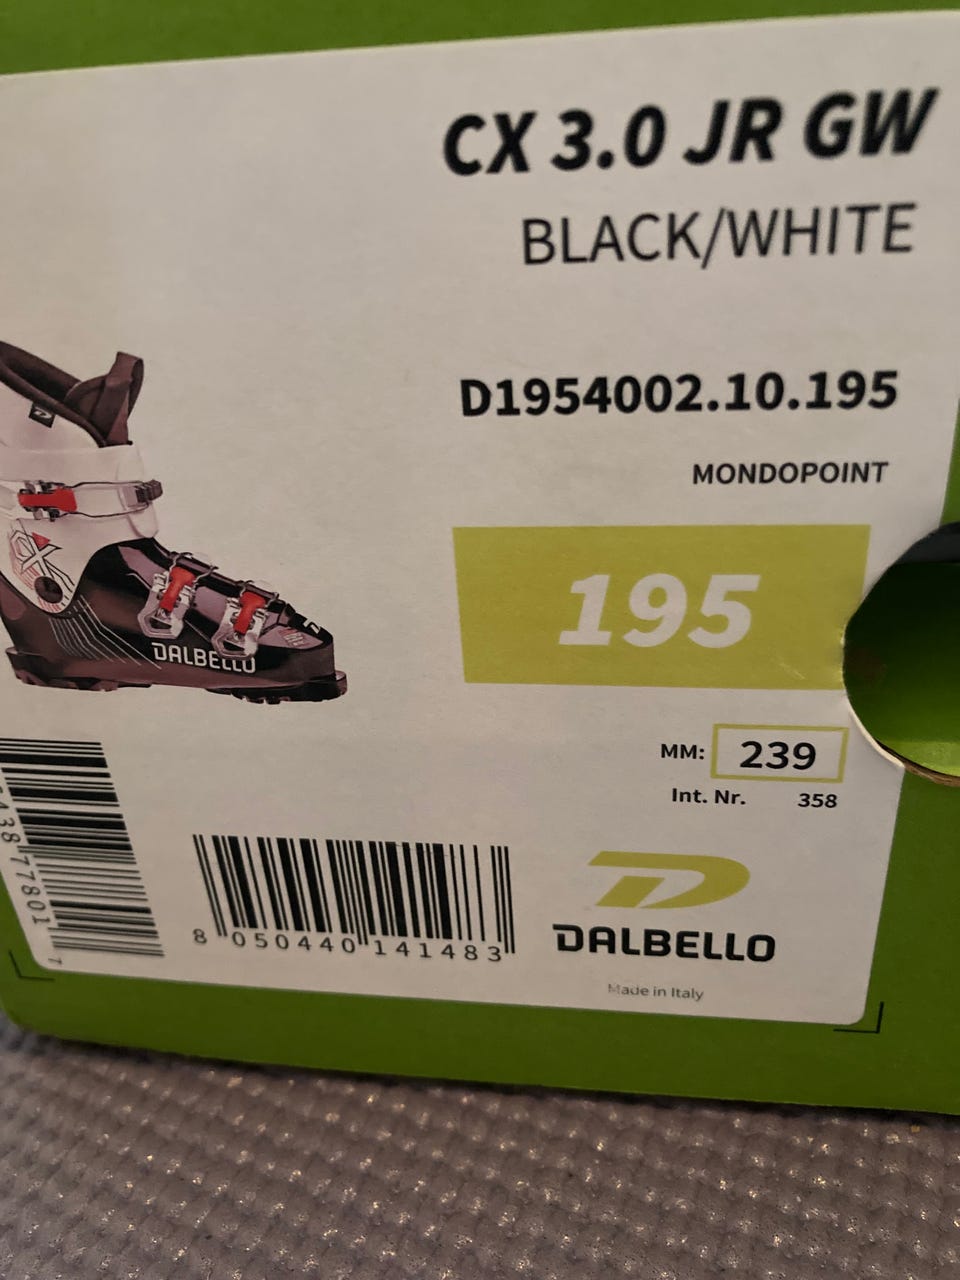 CX 3.0 JR GW
BLACK/WHITE
D1954002.10.195
MONDOPOINT
195
MM: 239
Int. Nr. 358
DALBELLO
8 050440 141483
DALBELLO
Made in Italy